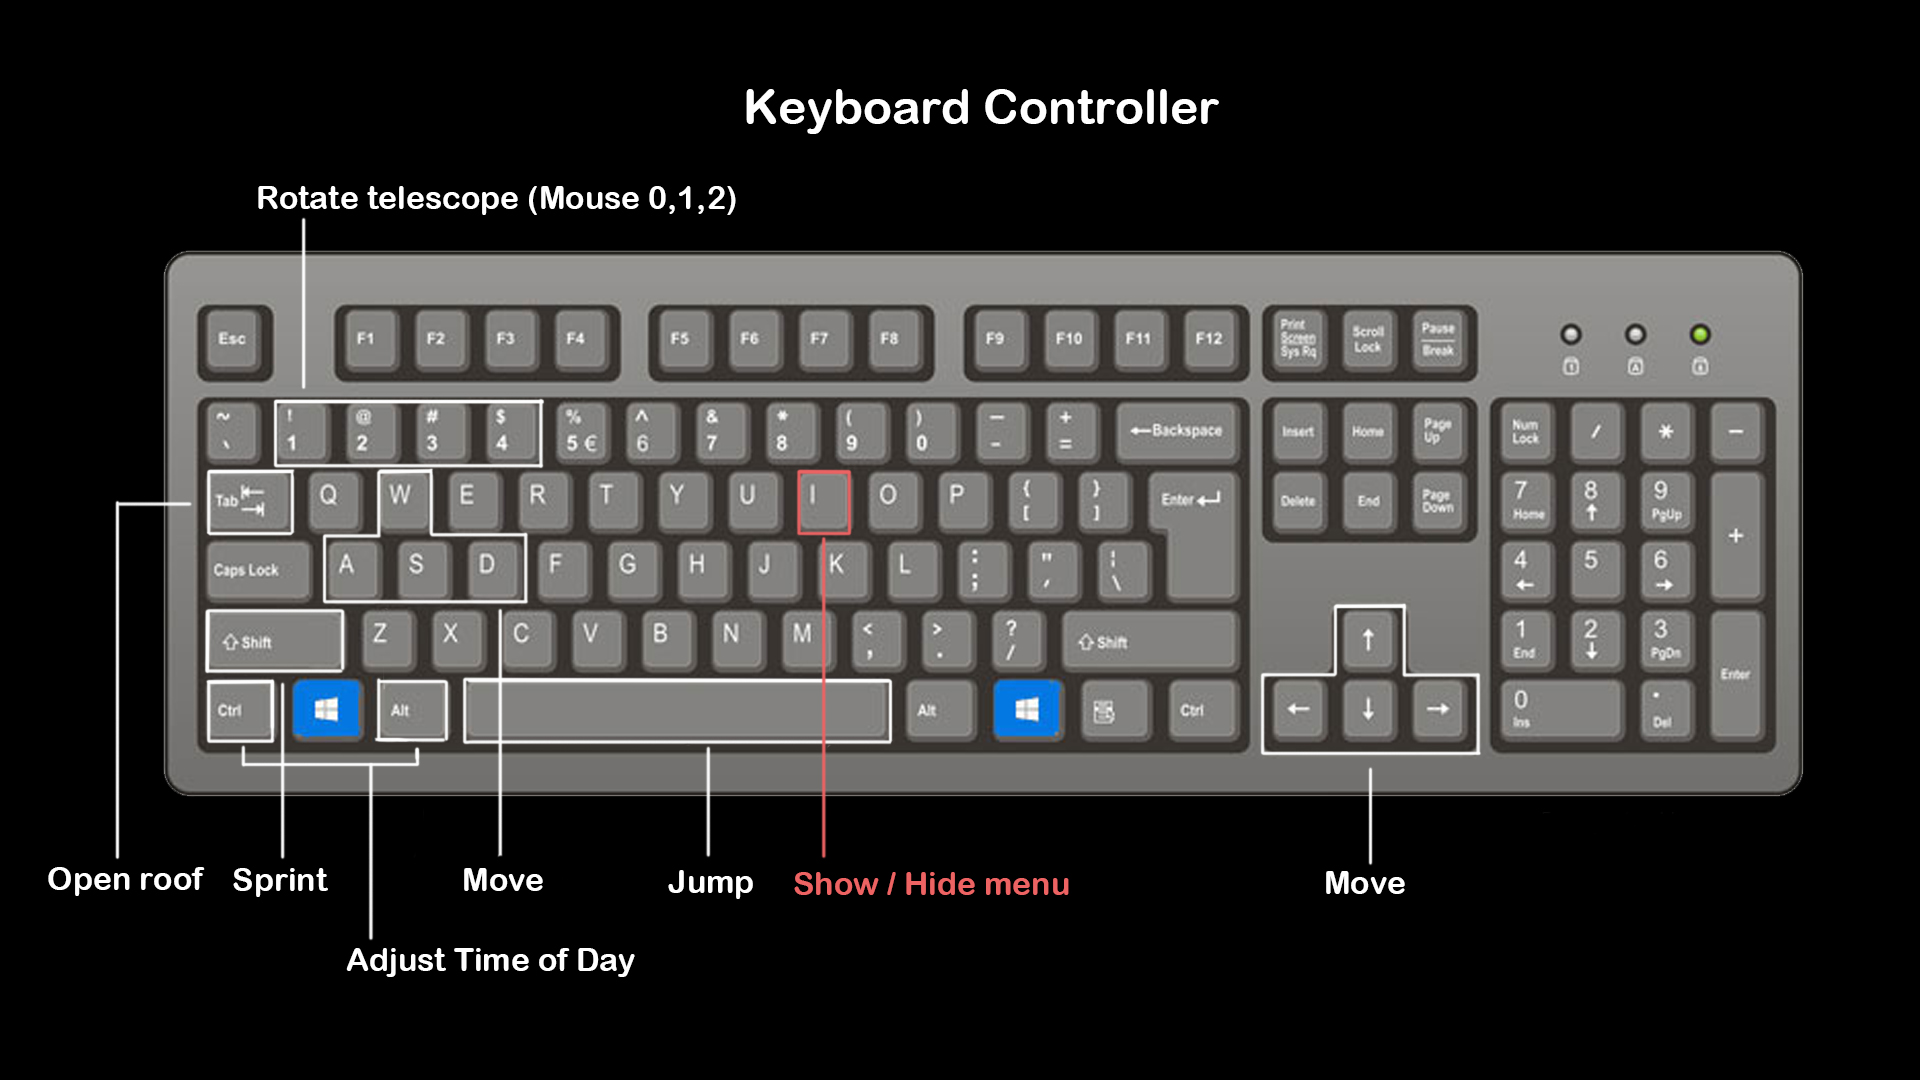 Keyboard Controller
Rotate telescope (Mouse 0,1,2)
Esc F1 F2 F3 F4 F5 F6 F7 F8 F9 F10 F11 F12 Print Screen Sys Rq Scroll Lock Pause Break
1 A
~ ! @ # $ % ^ & * ( ) — +
` 1 2 3 4 5 € 6 7 8 9 0 - = ←Backspace Insert Home Page Up Num Lock / * −
Tab Q W E R T Y U I O P { [ } ] Enter Delete End Page Down 7 Home 8 ↑ 9 PgUp +
Caps Lock A S D F G H J K L : ; " ' ¦ \ 4 ← 5 6 →
⇧ Shift Z X C V B N M < , > . ? / ⇧ Shift ↑ 1 End 2 ↓ 3 PgDn Enter
Ctrl Alt Alt Ctrl ← ↓ → 0 Ins . Del
Open roof Sprint Move Jump Show / Hide menu Move
Adjust Time of Day